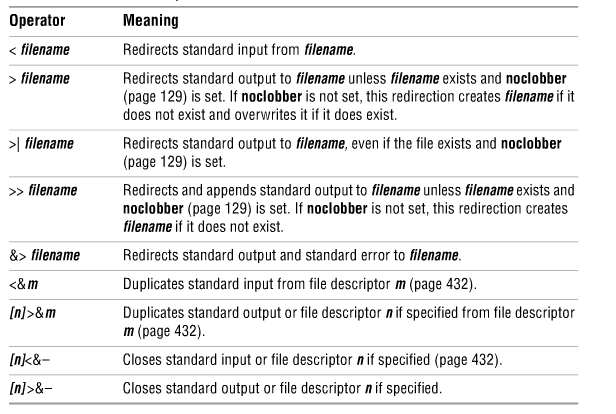 Operator Meaning
< filename Redirects standard input from filename.
> filename Redirects standard output to filename unless filename exists and noclobber
(page 129) is set. If noclobber is not set, this redirection creates filename if it
does not exist and overwrites it if it does exist.
>| filename Redirects standard output to filename, even if the file exists and noclobber
(page 129) is set.
>> filename Redirects and appends standard output to filename unless filename exists and
noclobber (page 129) is set. If noclobber is not set, this redirection creates
filename if it does not exist.
&> filename Redirects standard output and standard error to filename.
<&m Duplicates standard input from file descriptor m (page 432).
[n]>&m Duplicates standard output or file descriptor n if specified from file descriptor
m (page 432).
[n]<&– Closes standard input or file descriptor n if specified (page 432).
[n]>&– Closes standard output or file descriptor n if specified.